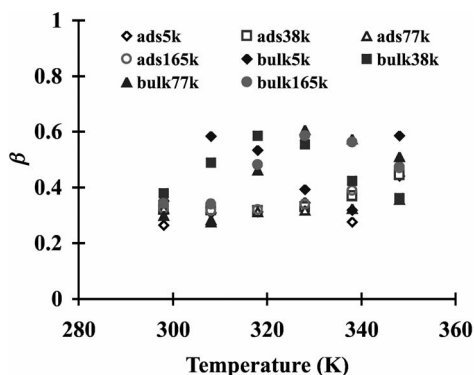 1
ads5k ads38k ads77k
0.8
ads165k bulk5k bulk38k
bulk77k bulk165k
0.6
β
0.4
0.2
0
280 300 320 340 360
Temperature (K)